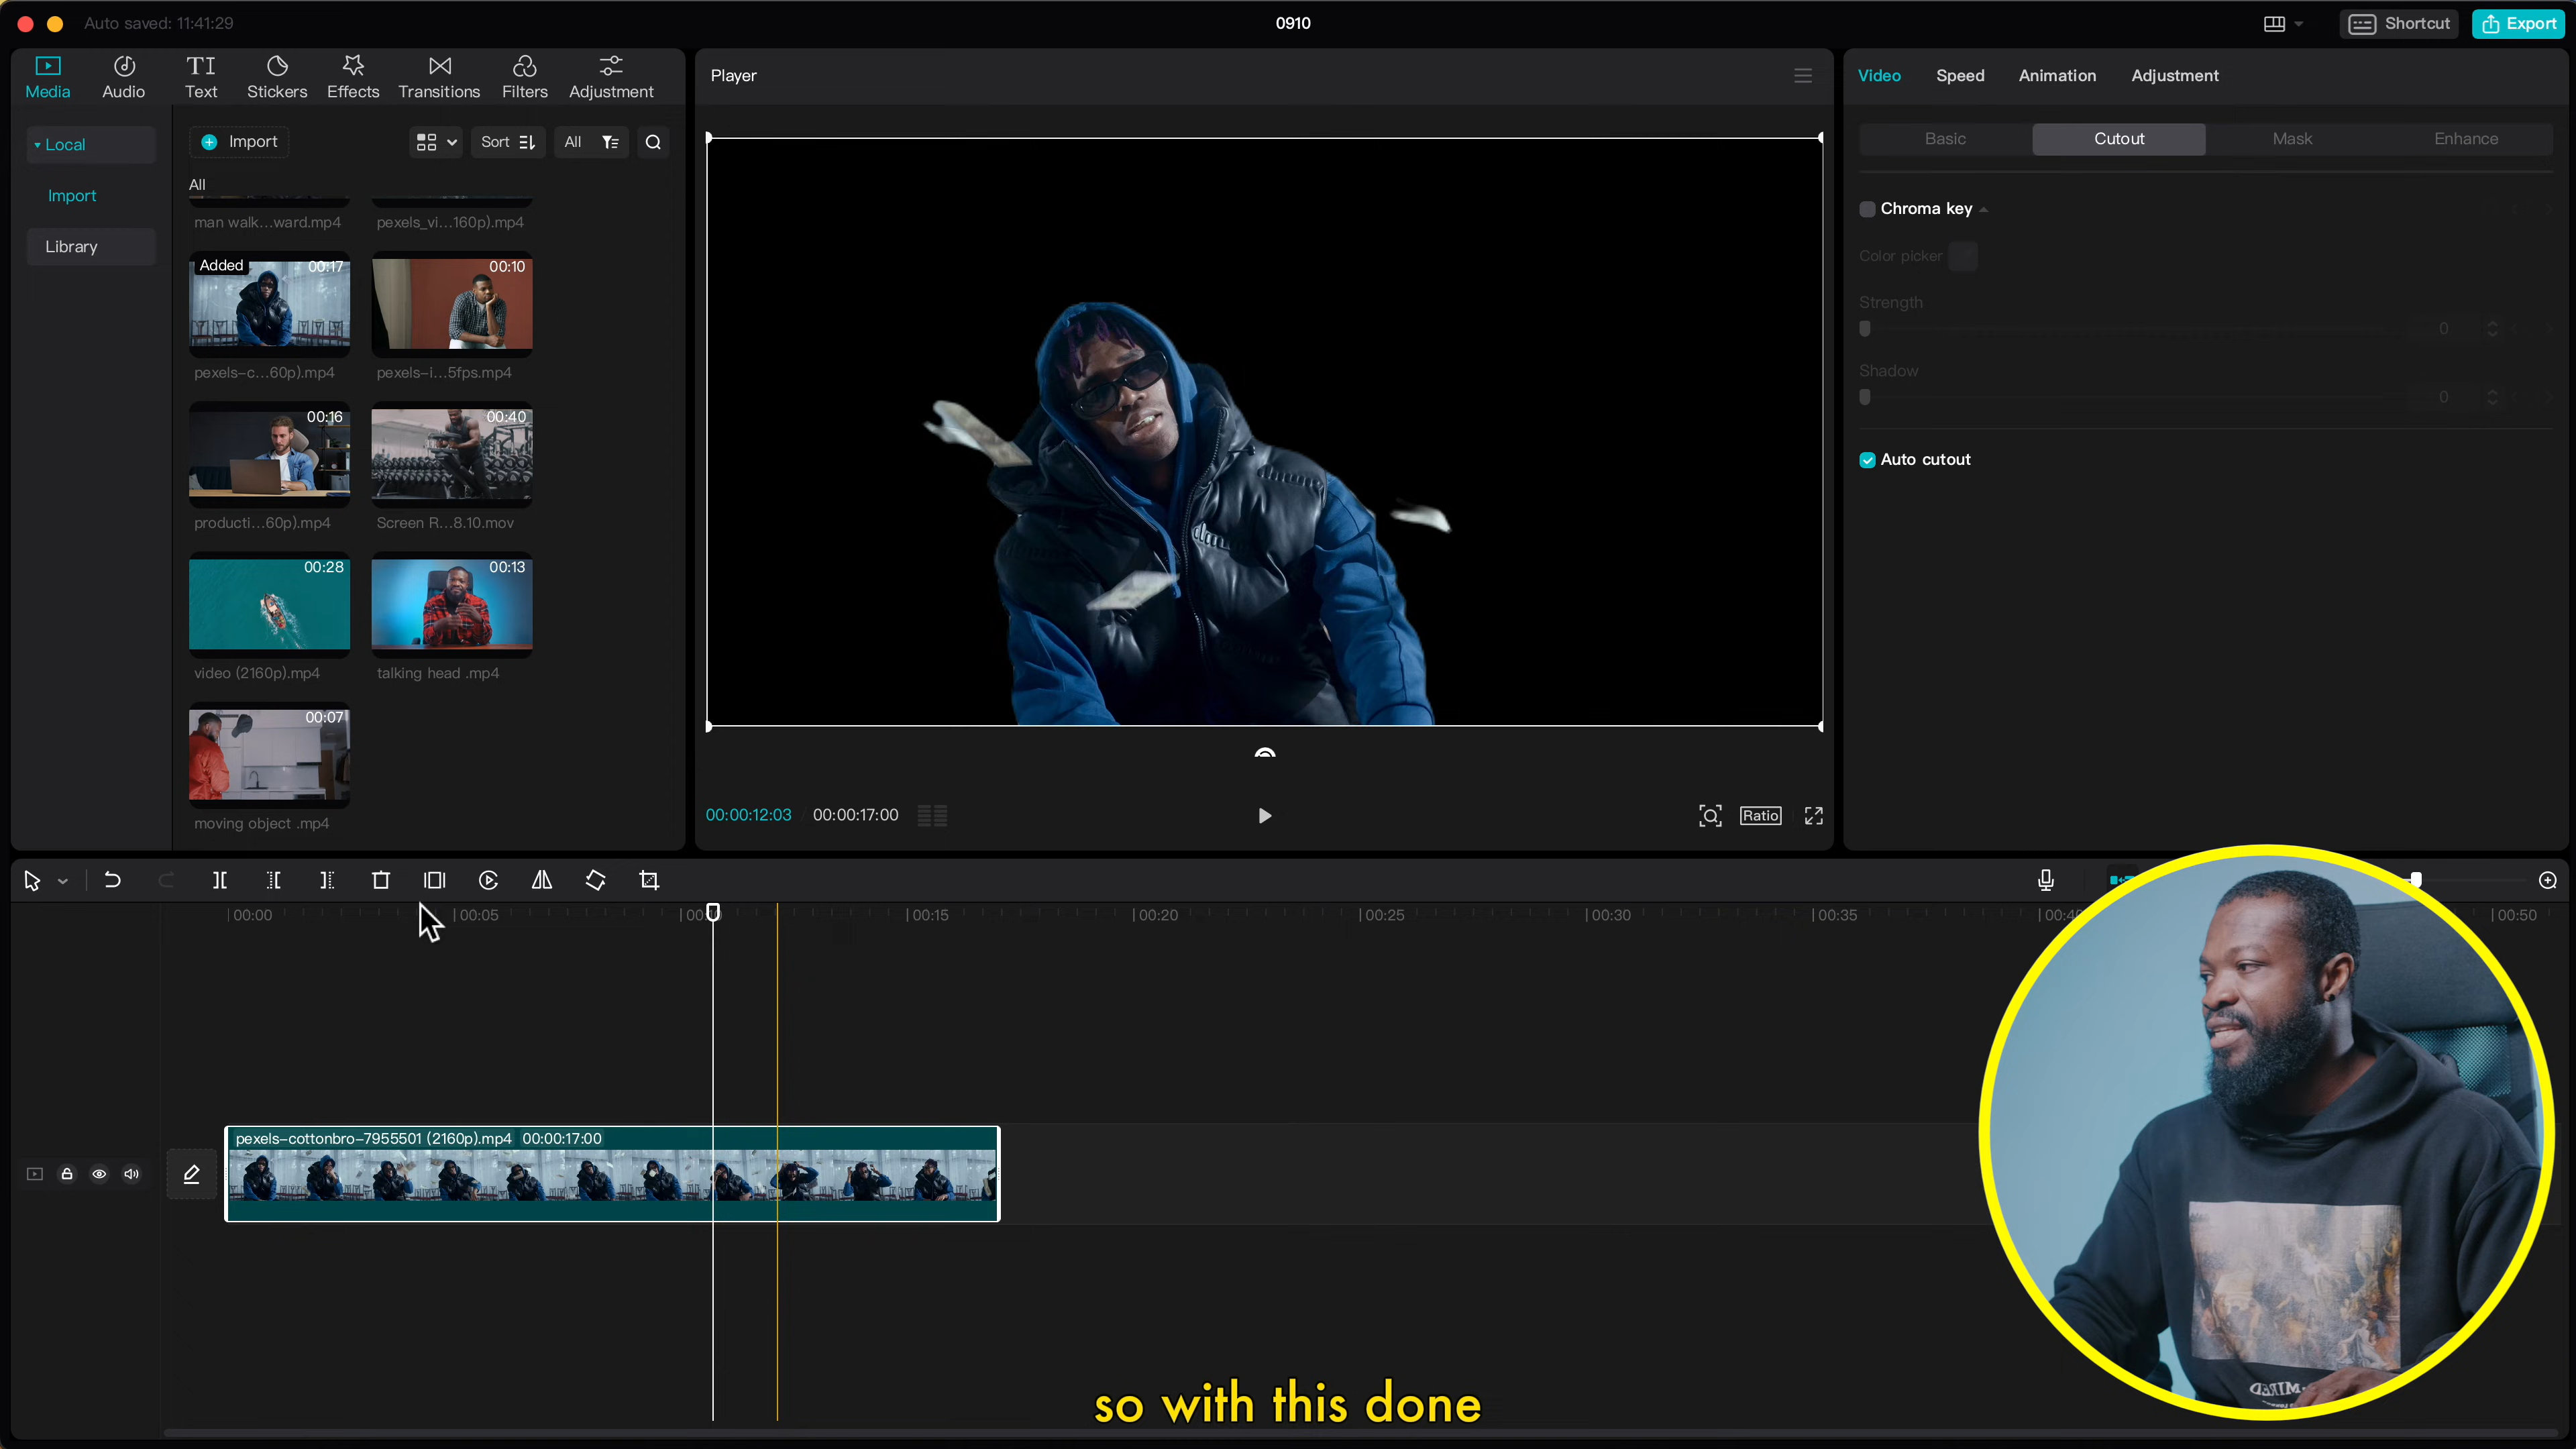 Auto saved: 11:41:29
0910
Shortcut
Export
Media
Audio
TI
Text
Stickers
Effects
Transitions
Filters
Adjustment
Player
Video
Speed
Animation
Adjustment
Local
Import
Library
Import
Sort
All
All
man walk...ward.mp4
pexels_vi...160p).mp4
Added
00:17
00:10
pexels-c...60p).mp4
pexels-i...5fps.mp4
00:16
00:40
producti...60p).mp4
Screen R...8.10.mov
00:28
00:13
video (2160p).mp4
talking head .mp4
00:07
moving object .mp4
Basic
Cutout
Mask
Enhance
Chroma key
Color picker
Strength
0
Shadow
0
Auto cutout
00:00:12:03 / 00:00:17:00
Ratio
00:00
00:05
00:15
00:20
00:25
00:30
00:35
00:50
pexels-cottonbro-7955501 (2160p).mp4 00:00:17:00
so with this done